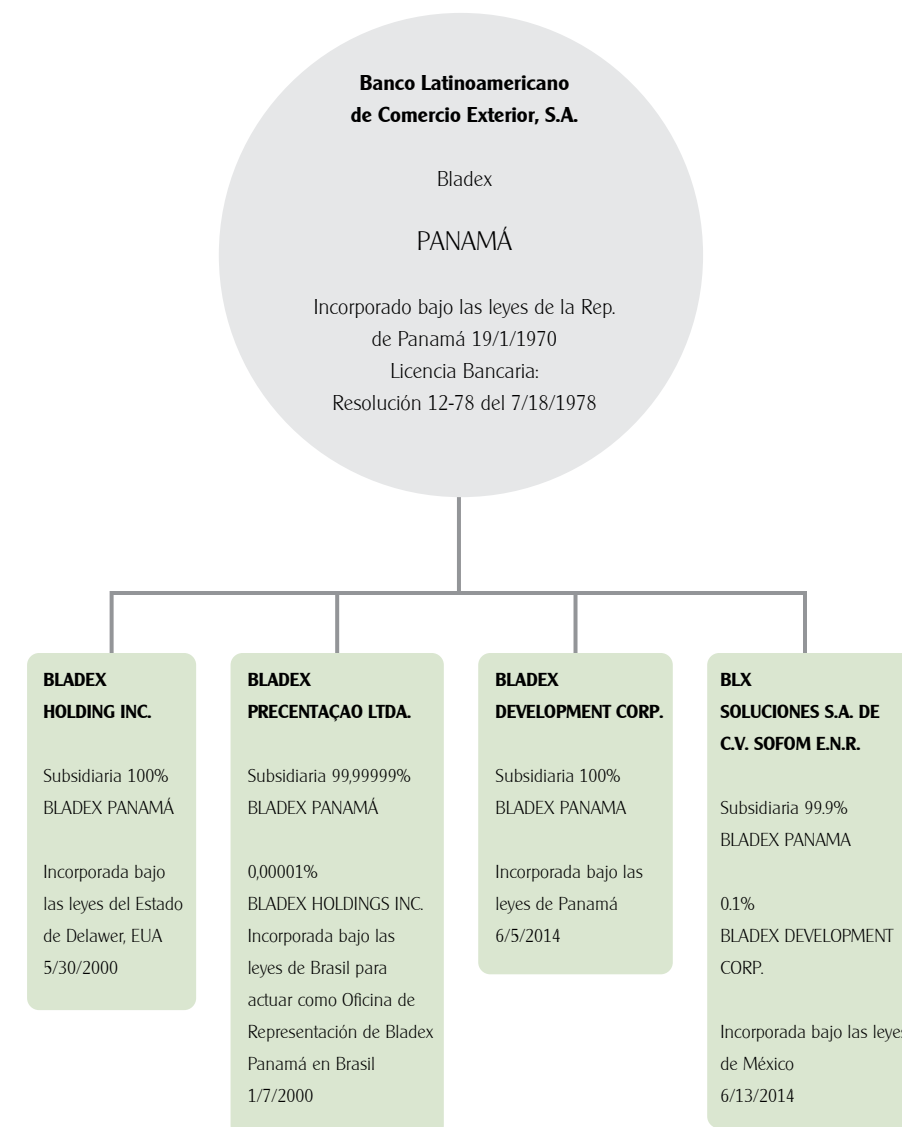 Banco Latinoamericano
de Comercio Exterior, S.A.
Bladex
PANAMÁ
Incorporado bajo las leyes de la Rep.
de Panamá 19/1/1970
Licencia Bancaria:
Resolución 12-78 del 7/18/1978
BLADEX
HOLDING INC.
Subsidiaria 100%
BLADEX PANAMÁ
Incorporada bajo
las leyes del Estado
de Delawer, EUA
5/30/2000
BLADEX
PRECENTAÇAO LTDA.
Subsidiaria 99,99999%
BLADEX PANAMÁ
0,00001%
BLADEX HOLDINGS INC.
Incorporada bajo las
leyes de Brasil para
actuar como Oficina de
Representación de Bladex
Panamá en Brasil
1/7/2000
BLADEX
DEVELOPMENT CORP.
Subsidiaria 100%
BLADEX PANAMA
Incorporada bajo las
leyes de Panamá
6/5/2014
BLX
SOLUCIONES S.A. DE
C.V. SOFOM E.N.R.
Subsidiaria 99.9%
BLADEX PANAMA
0.1%
BLADEX DEVELOPMENT
CORP.
Incorporada bajo las leyes
de México
6/13/2014